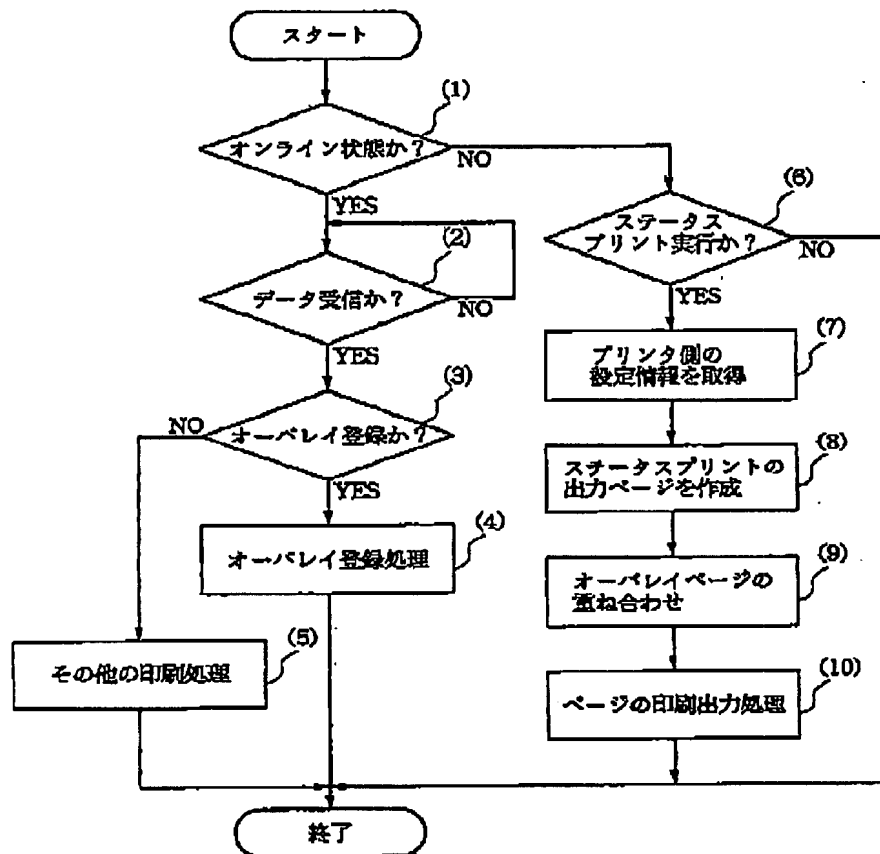 スタート
(1)
オンライン状態か？
NO
YES
(2)
データ受信か？
NO
YES
(3)
NO
オーバレイ登録か？
YES
(4)
オーバレイ登録処理
(5)
その他の印刷処理
(6)
ステータス
プリント実行か？
NO
YES
(7)
プリンタ側の
設定情報を取得
(8)
ステータスプリントの
出力ページを作成
(9)
オーバレイページの
重ね合わせ
(10)
ページの印刷出力処理
終了